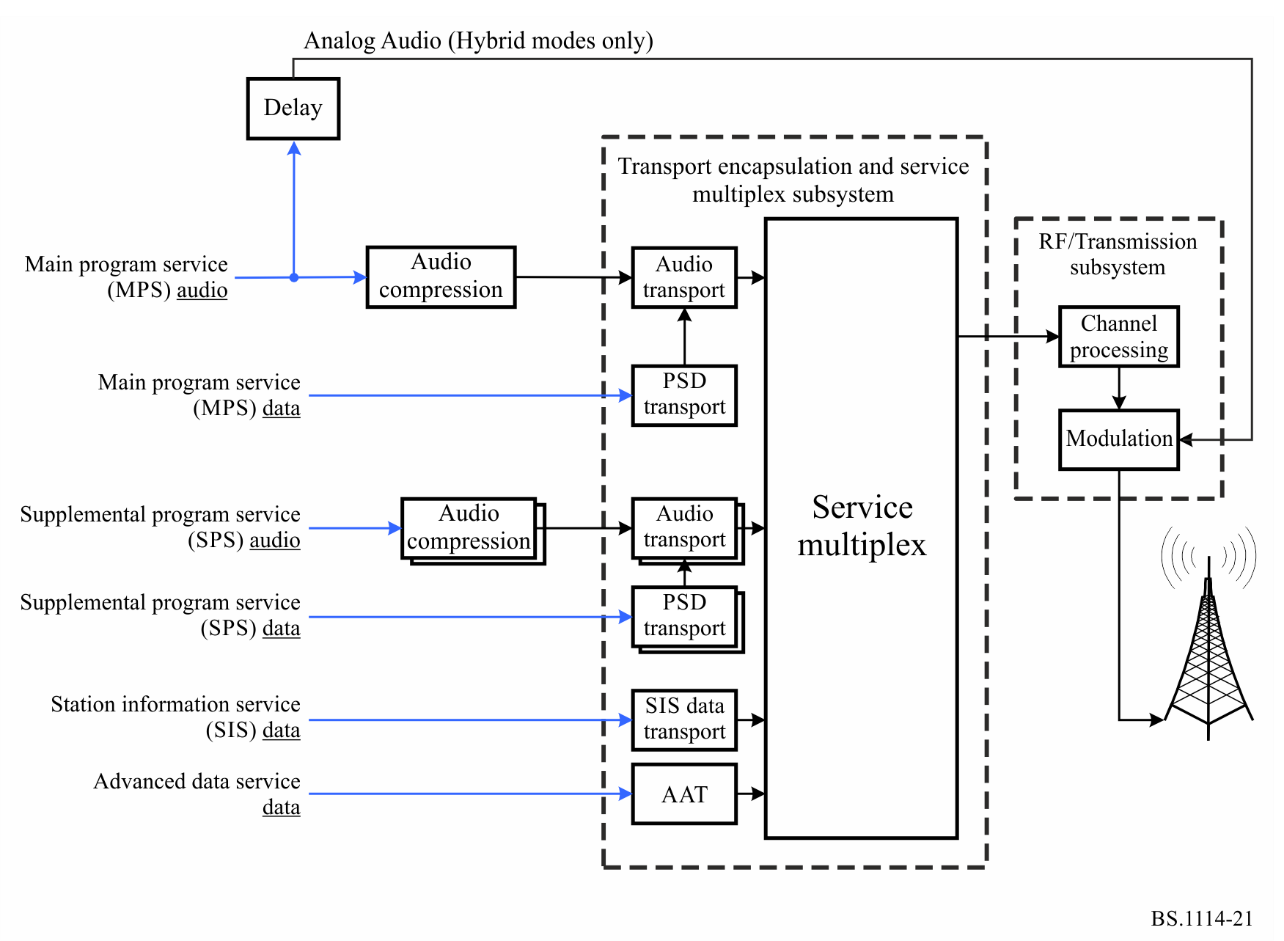 Analog Audio (Hybrid modes only)
Delay
Transport encapsulation and service
multiplex subsystem
RF/Transmission
subsystem
Main program service
(MPS) audio
Audio
compression
Audio
transport
Channel
processing
Main program service
(MPS) data
PSD
transport
Modulation
Supplemental program service
(SPS) audio
Audio
compression
Audio
transport
Service
multiplex
Supplemental program service
(SPS) data
PSD
transport
Station information service
(SIS) data
SIS data
transport
Advanced data service
data
AAT
BS.1114-21